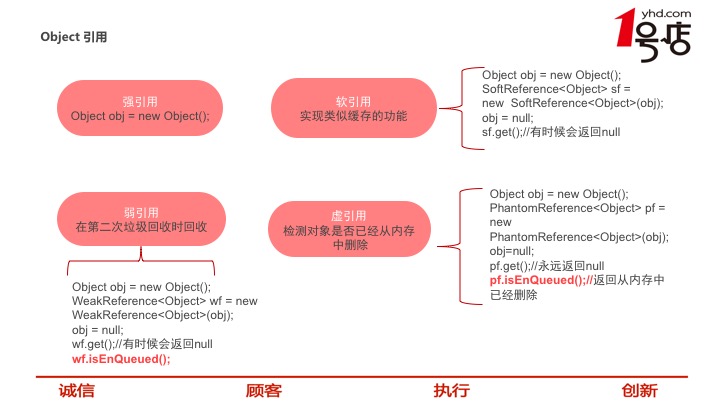 Object 引用
yhd.com
1号店
强引用
Object obj = new Object();
软引用
实现类似缓存的功能
Object obj = new Object();
SoftReference<Object> sf =
new SoftReference<Object>(obj);
obj = null;
sf.get();//有时候会返回null
弱引用
在第二次垃圾回收时回收
Object obj = new Object();
WeakReference<Object> wf = new
WeakReference<Object>(obj);
obj = null;
wf.get();//有时候会返回null
wf.isEnQueued();
虚引用
检测对象是否已经从内存
中删除
Object obj = new Object();
PhantomReference<Object> pf =
new
PhantomReference<Object>(obj);
obj=null;
pf.get();//永远返回null
pf.isEnQueued();//返回从内存中
已经删除
诚信
顾客
执行
创新